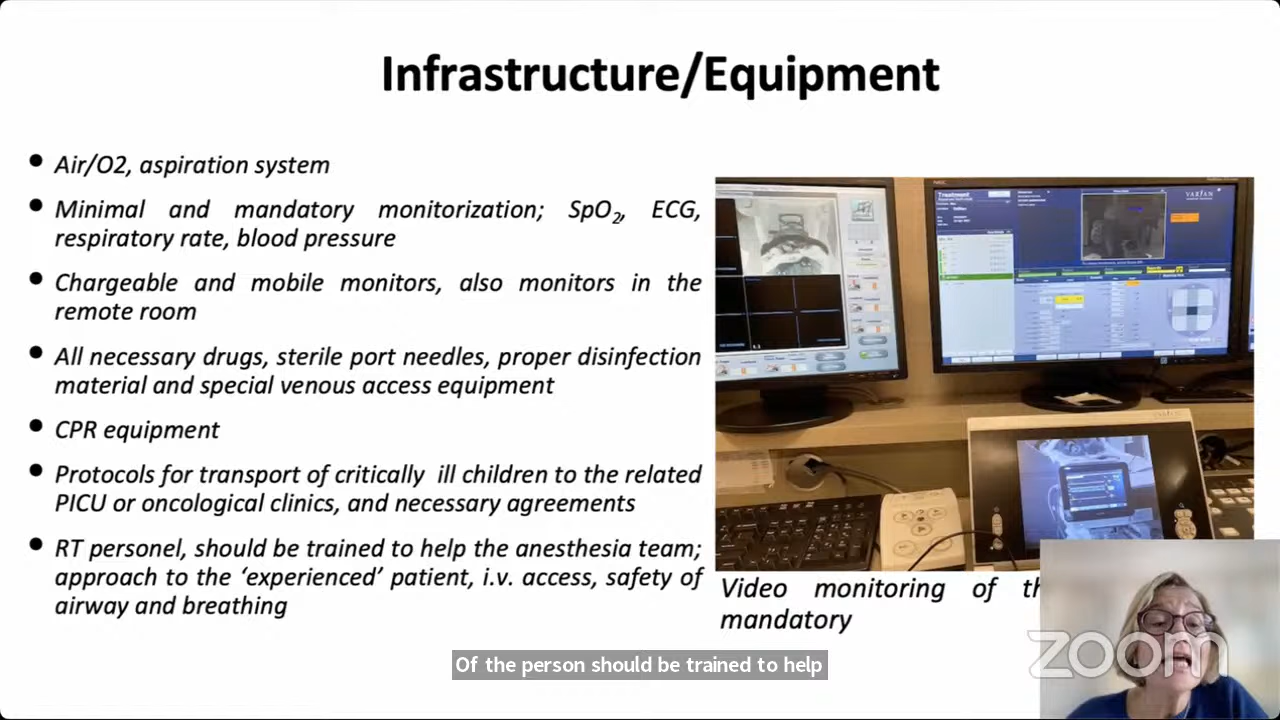 Infrastructure/Equipment
Air/O2, aspiration system
Minimal and mandatory monitorization; SpO2, ECG,
respiratory rate, blood pressure
Chargeable and mobile monitors, also monitors in the
remote room
All necessary drugs, sterile port needles, proper disinfection
material and special venous access equipment
CPR equipment
Protocols for transport of critically ill children to the related
PICU or oncological clinics, and necessary agreements
RT personel, should be trained to help the anesthesia team;
approach to the ‘experienced’ patient, i.v. access, safety of
airway and breathing
Treatment
VARIAN
Video monitoring of
mandatory
Of the person should be trained to help
zoom